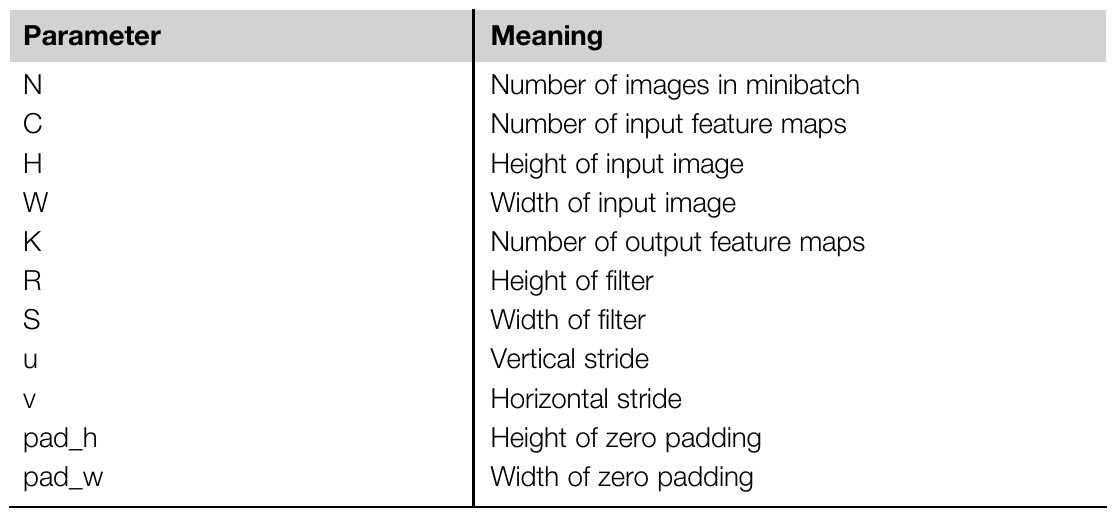 Parameter Meaning
N Number of images in minibatch
C Number of input feature maps
H Height of input image
W Width of input image
K Number of output feature maps
R Height of filter
S Width of filter
u Vertical stride
v Horizontal stride
pad_h Height of zero padding
pad_w Width of zero padding